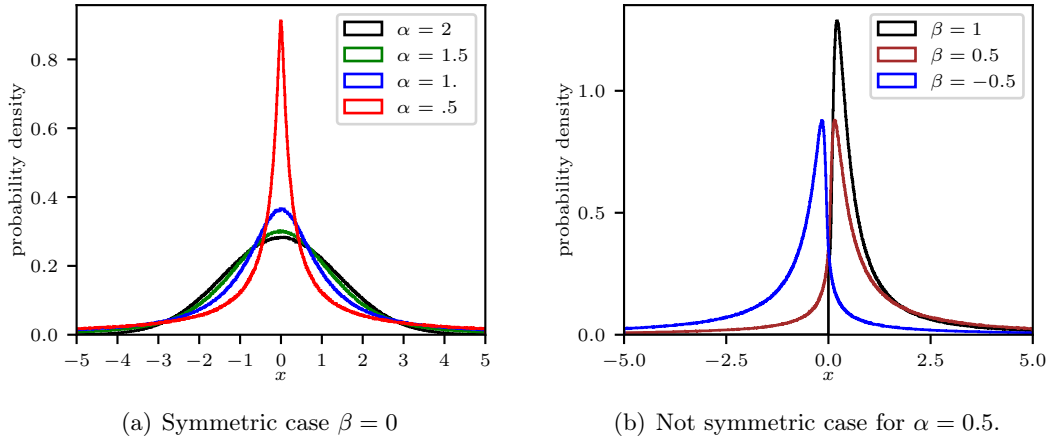 probability density
0.8
0.6
0.4
0.2
0.0
−5 −4 −3 −2 −1 0 1 2 3 4 5
x
α = 2
α = 1.5
α = 1.
α = .5
(a) Symmetric case β = 0
probability density
1.0
0.5
0.0
−5.0 −2.5 0.0 2.5 5.0
x
β = 1
β = 0.5
β = −0.5
(b) Not symmetric case for α = 0.5.